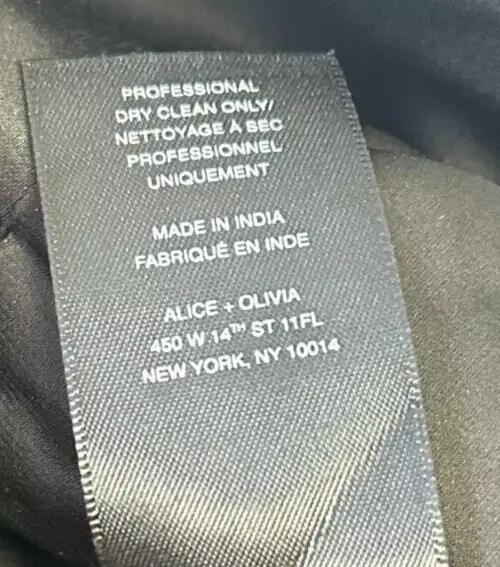 PROFESSIONAL
DRY CLEAN ONLY/
NETTOYAGE À SEC
PROFESSIONNEL
UNIQUEMENT
MADE IN INDIA
FABRIQUÉ EN INDE
ALICE + OLIVIA
450 W 14TH ST 11FL
NEW YORK, NY 10014